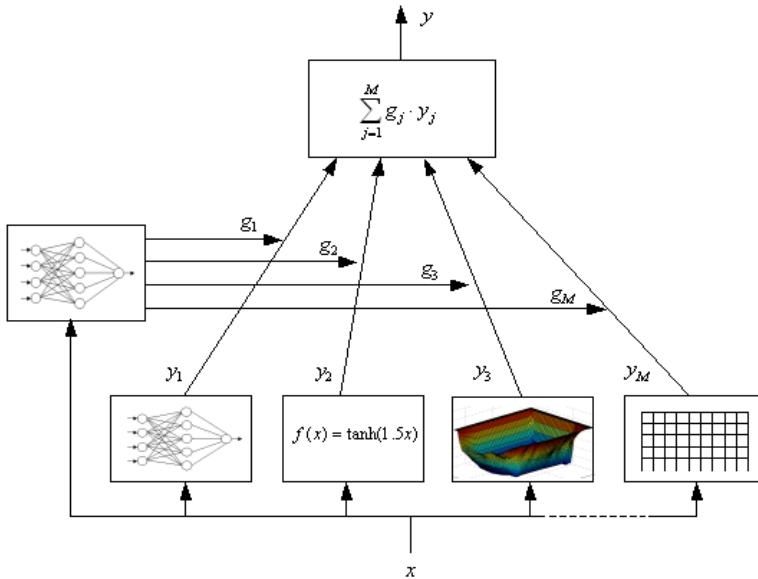 y
M
∑ g_j · y_j
j=1
g_1
g_2
g_3
g_M
y_1
y_2
y_3
y_M
f(x) = tanh(1.5x)
x